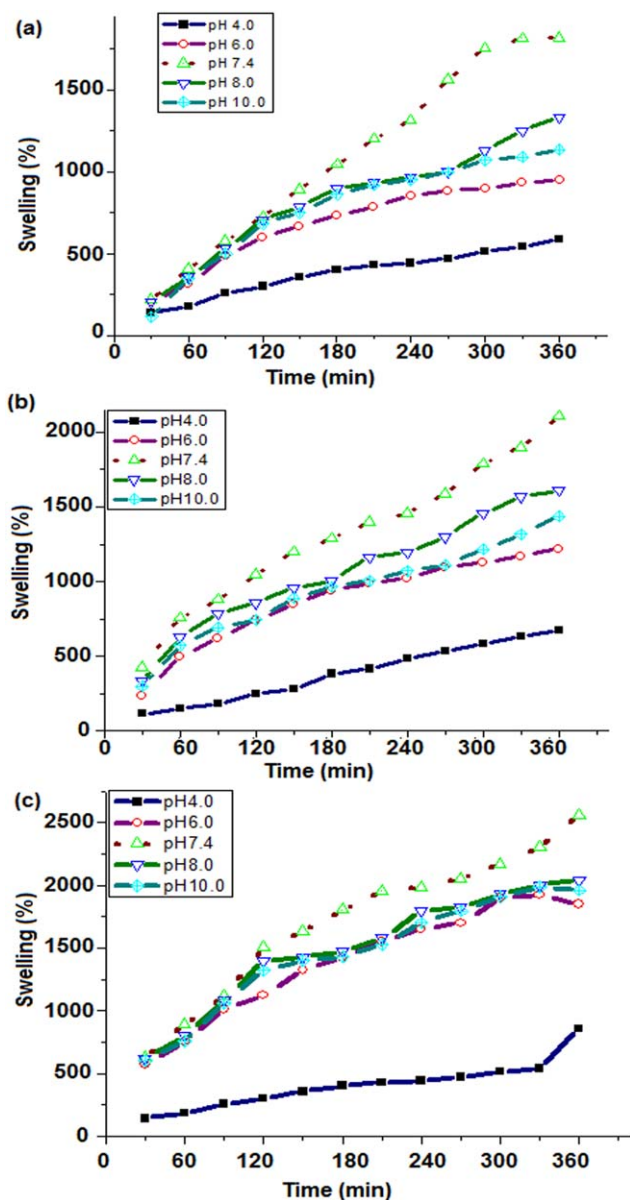 (a)
pH 4.0
pH 6.0
pH 7.4
pH 8.0
pH 10.0
1500
1000
500
0
Swelling (%)
0 60 120 180 240 300 360
Time (min)
(b)
pH4.0
pH6.0
pH7.4
pH8.0
pH10.0
2000
1500
1000
500
0
Swelling (%)
0 60 120 180 240 300 360
Time (min)
(c)
pH4.0
pH6.0
pH7.4
pH8.0
pH10.0
2500
2000
1500
1000
500
0
Swelling (%)
0 60 120 180 240 300 360
Time (min)